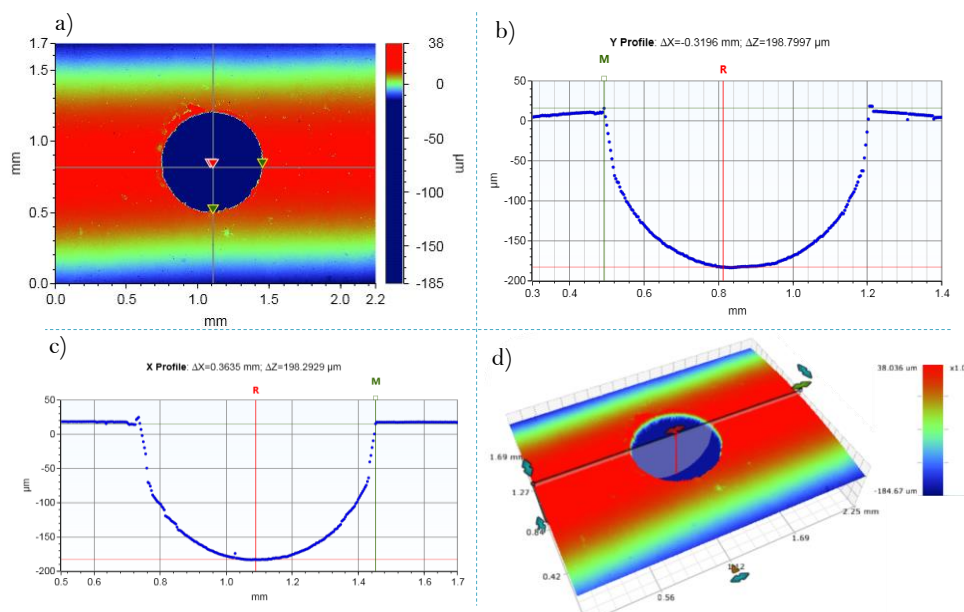 a)
1.7
1.5
1.0
0.5
0.0
mm
0.0 0.5 1.0 1.5 2.0 2.2
mm
38
0
-50
-100
-150
-185
µm
b)
Y Profile: ΔX=-0.3196 mm; ΔZ=198.7997 µm
M
R
50
0
-50
-100
-150
-200
µm
0.3 0.4 0.6 0.8 1.0 1.2 1.4
mm
c)
X Profile: ΔX=0.3635 mm; ΔZ=198.2929 µm
R
M
50
0
-50
-100
-150
-200
µm
0.5 0.6 0.8 1.0 1.2 1.4 1.6 1.7
mm
d)
38.036 um
x1.0
-184.67 um
1.69 mm
1.27
0.84
0.42
0.56
1.12
1.69
2.25 mm